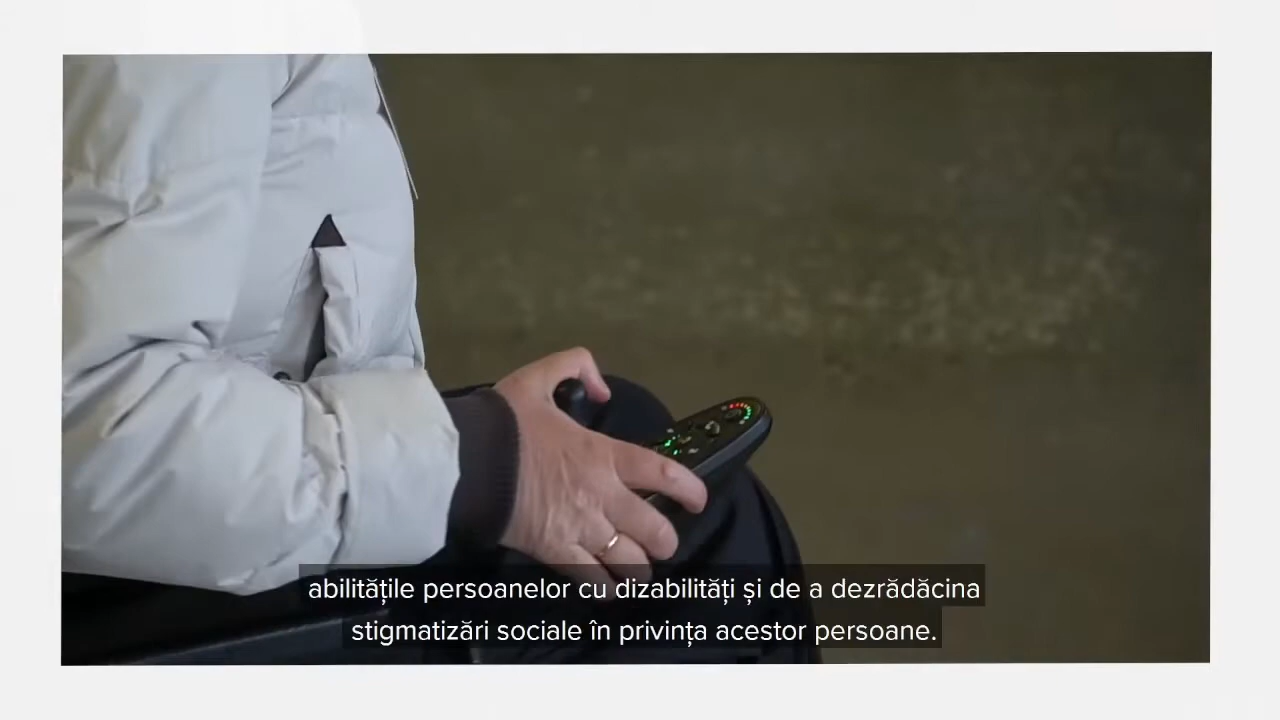 abilitățile persoanelor cu dizabilități și de a dezrădăcina
stigmatizări sociale în privința acestor persoane.